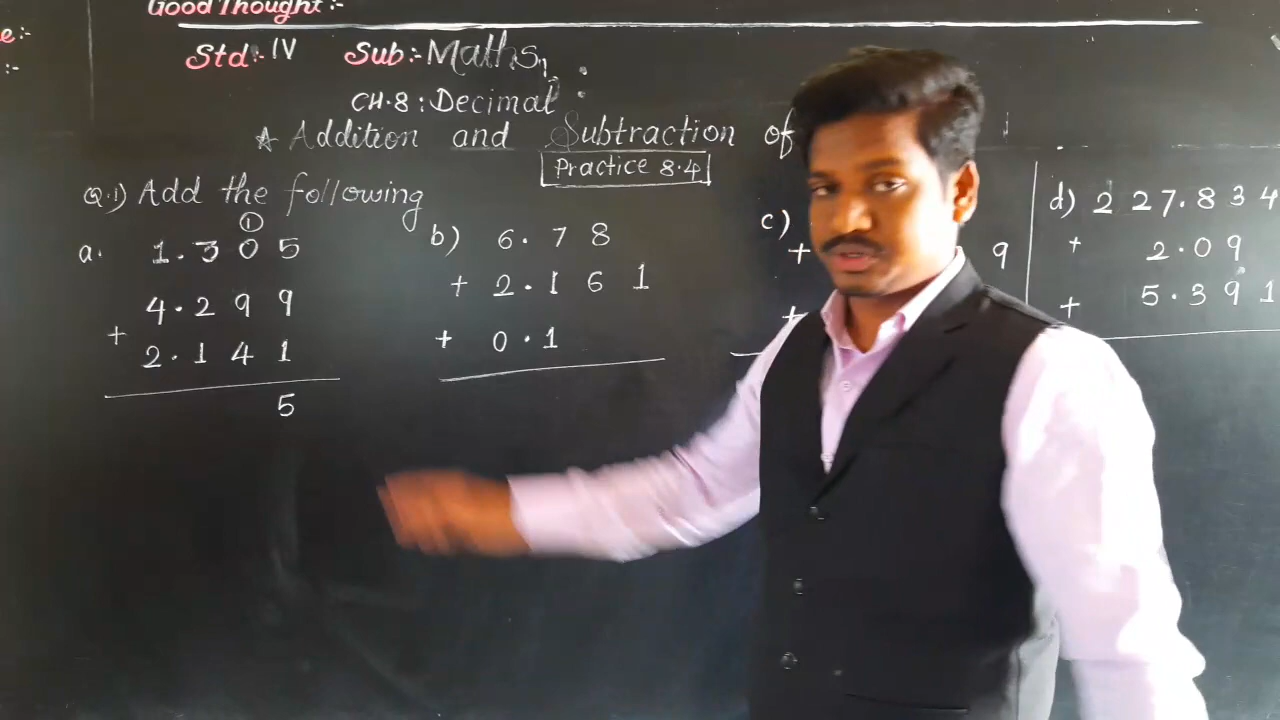 Good Thought :-
e:-
:-
Std:- IV Sub:- Maths
CH.8 : Decimal
☆ Addition and Subtraction of
Practice 8.4
Q.1) Add the following
①
a. 1.305
4.299
+
2.141
5
b) 6.78
+ 2.161
+ 0.1
c)
+ 9
+
d) 227.834
+ 2.09
+ 5.391